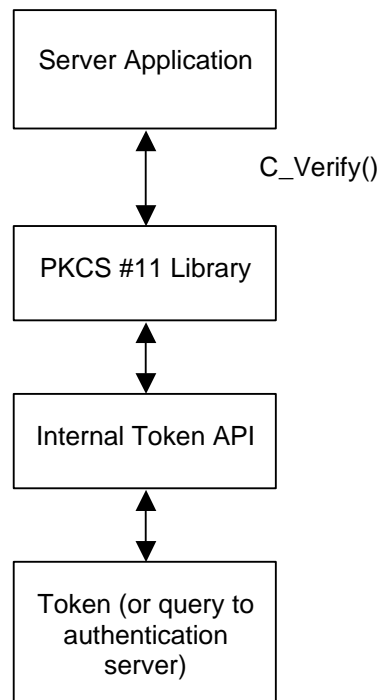 Server Application
C_Verify()
PKCS #11 Library
Internal Token API
Token (or query to
authentication
server)